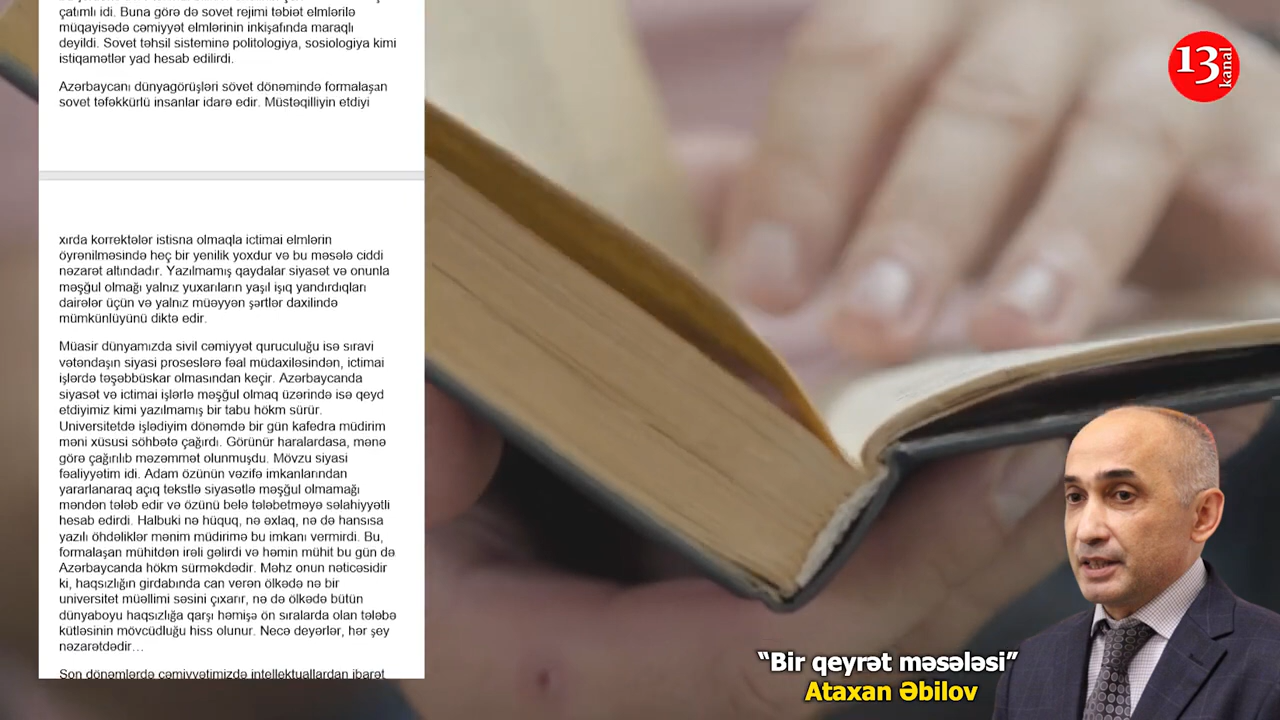 çatımlı idi. Buna görə də sovet rejimi təbiət elmlərilə
müqayisədə cəmiyyət elmlərinin inkişafında maraqlı
deyildi. Sovet təhsil sisteminə politologiya, sosiologiya kimi
istiqamətlər yad hesab edilirdi.
Azərbaycanı dünyagörüşləri sövet dönəmində formalaşan
sovet təfəkkürlü insanlar idarə edir. Müstəqilliyin etdiyi
xırda korrektələr istisna olmaqla ictimai elmlərin
öyrənilməsində heç bir yenilik yoxdur və bu məsələ ciddi
nəzarət altındadır. Yazılmamış qaydalar siyasət və onunla
məşğul olmağı yalnız yuxarıların yaşıl işıq yandırdıqları
dairələr üçün və yalnız müəyyən şərtlər daxilində
mümkünlüyünü diktə edir.
Müasir dünyamızda sivil cəmiyyət quruculuğu isə sıravi
vətəndaşın siyasi proseslərə fəal müdaxiləsindən, ictimai
işlərdə təşəbbüskar olmasından keçir. Azərbaycanda
siyasət və ictimai işlərlə məşğul olmaq üzərində isə qeyd
etdiyimiz kimi yazılmamış bir tabu hökm sürür.
Universitetdə işlədiyim dönəmdə bir gün kafedra müdirim
məni xüsusi söhbətə çağırdı. Görünür haralardasa, mənə
görə çağırılıb məzəmmət olunmuşdu. Mövzu siyasi
fəaliyyətim idi. Adam özünün vəzifə imkanlarından
yararlanaraq açıq tekstlə siyasətlə məşğul olmamağı
məndən tələb edir və özünü belə tələbetməyə səlahiyyətli
hesab edirdi. Halbuki nə hüquq, nə əxlaq, nə də hansısa
yazılı öhdəliklər mənim müdirimə bu imkanı vermirdi. Bu,
formalaşan mühitdən irəli gəlirdi və həmin mühit bu gün də
Azərbaycanda hökm sürməkdədir. Məhz onun nəticəsidir
ki, haqsızlığın girdabında can verən ölkədə nə bir
universitet müəllimi səsini çıxarır, nə də ölkədə bütün
dünyaboyu haqsızlığa qarşı həmişə ön sıralarda olan tələbə
kütləsinin mövcüdluğu hiss olunur. Necə deyərlər, hər şey
nəzarətdədir…
Son dönəmlərdə cəmiyyətimizdə intellektuallardan ibarət
13 kanal
"Bir qeyrət məsələsi"
Ataxan Əbilov